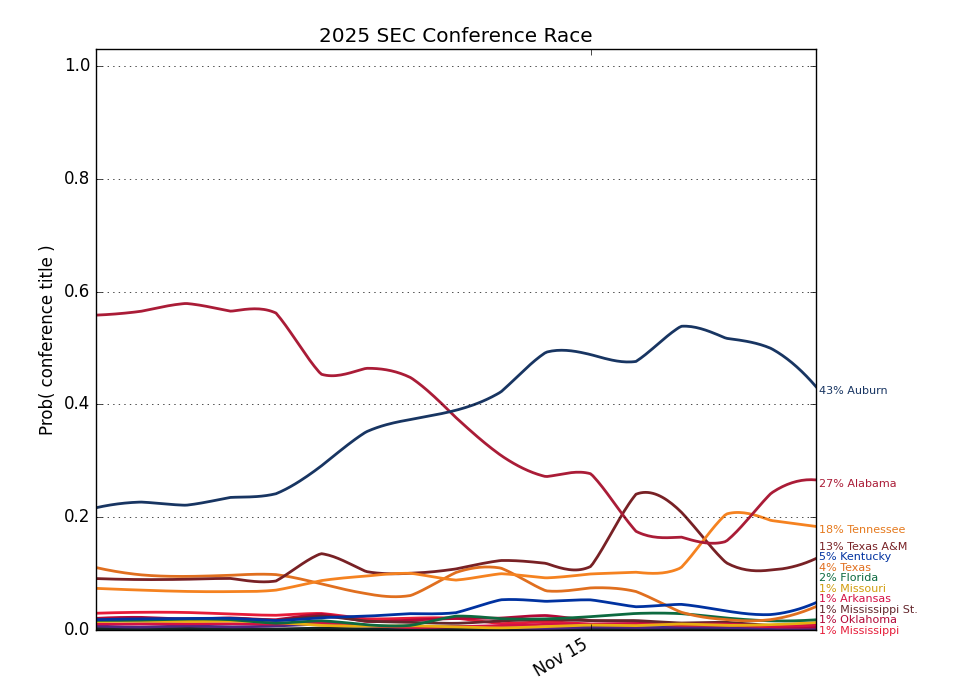 2025 SEC Conference Race
1.0
0.8
0.6
0.4
0.2
0.0
Prob( conference title )
Nov 15
43% Auburn
27% Alabama
18% Tennessee
13% Texas A&M
5% Kentucky
4% Texas
2% Florida
1% Missouri
1% Arkansas
1% Mississippi St.
1% Oklahoma
1% Mississippi